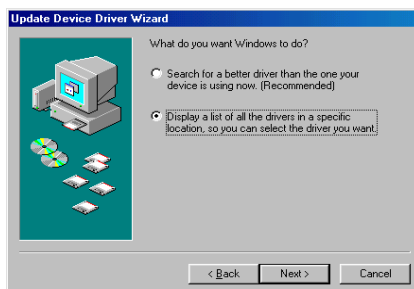 Update Device Driver Wizard
What do you want Windows to do?
Search for a better driver than the one your
device is using now. (Recommended)
Display a list of all the drivers in a specific
location, so you can select the driver you want.
< Back
Next >
Cancel